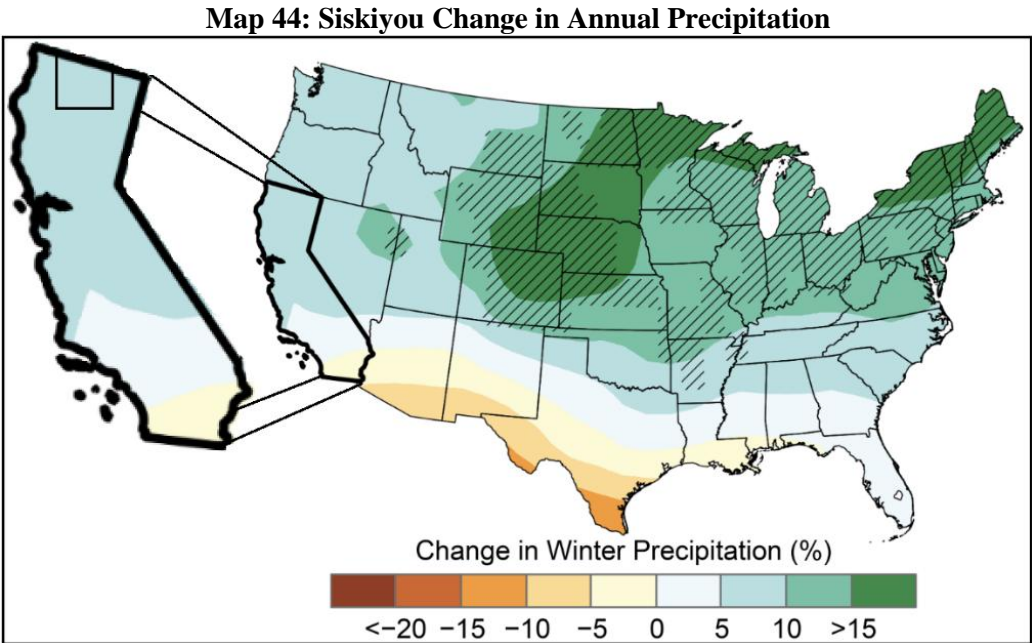 Map 44: Siskiyou Change in Annual Precipitation
Change in Winter Precipitation (%)
<−20 −15 −10 −5 0 5 10 >15